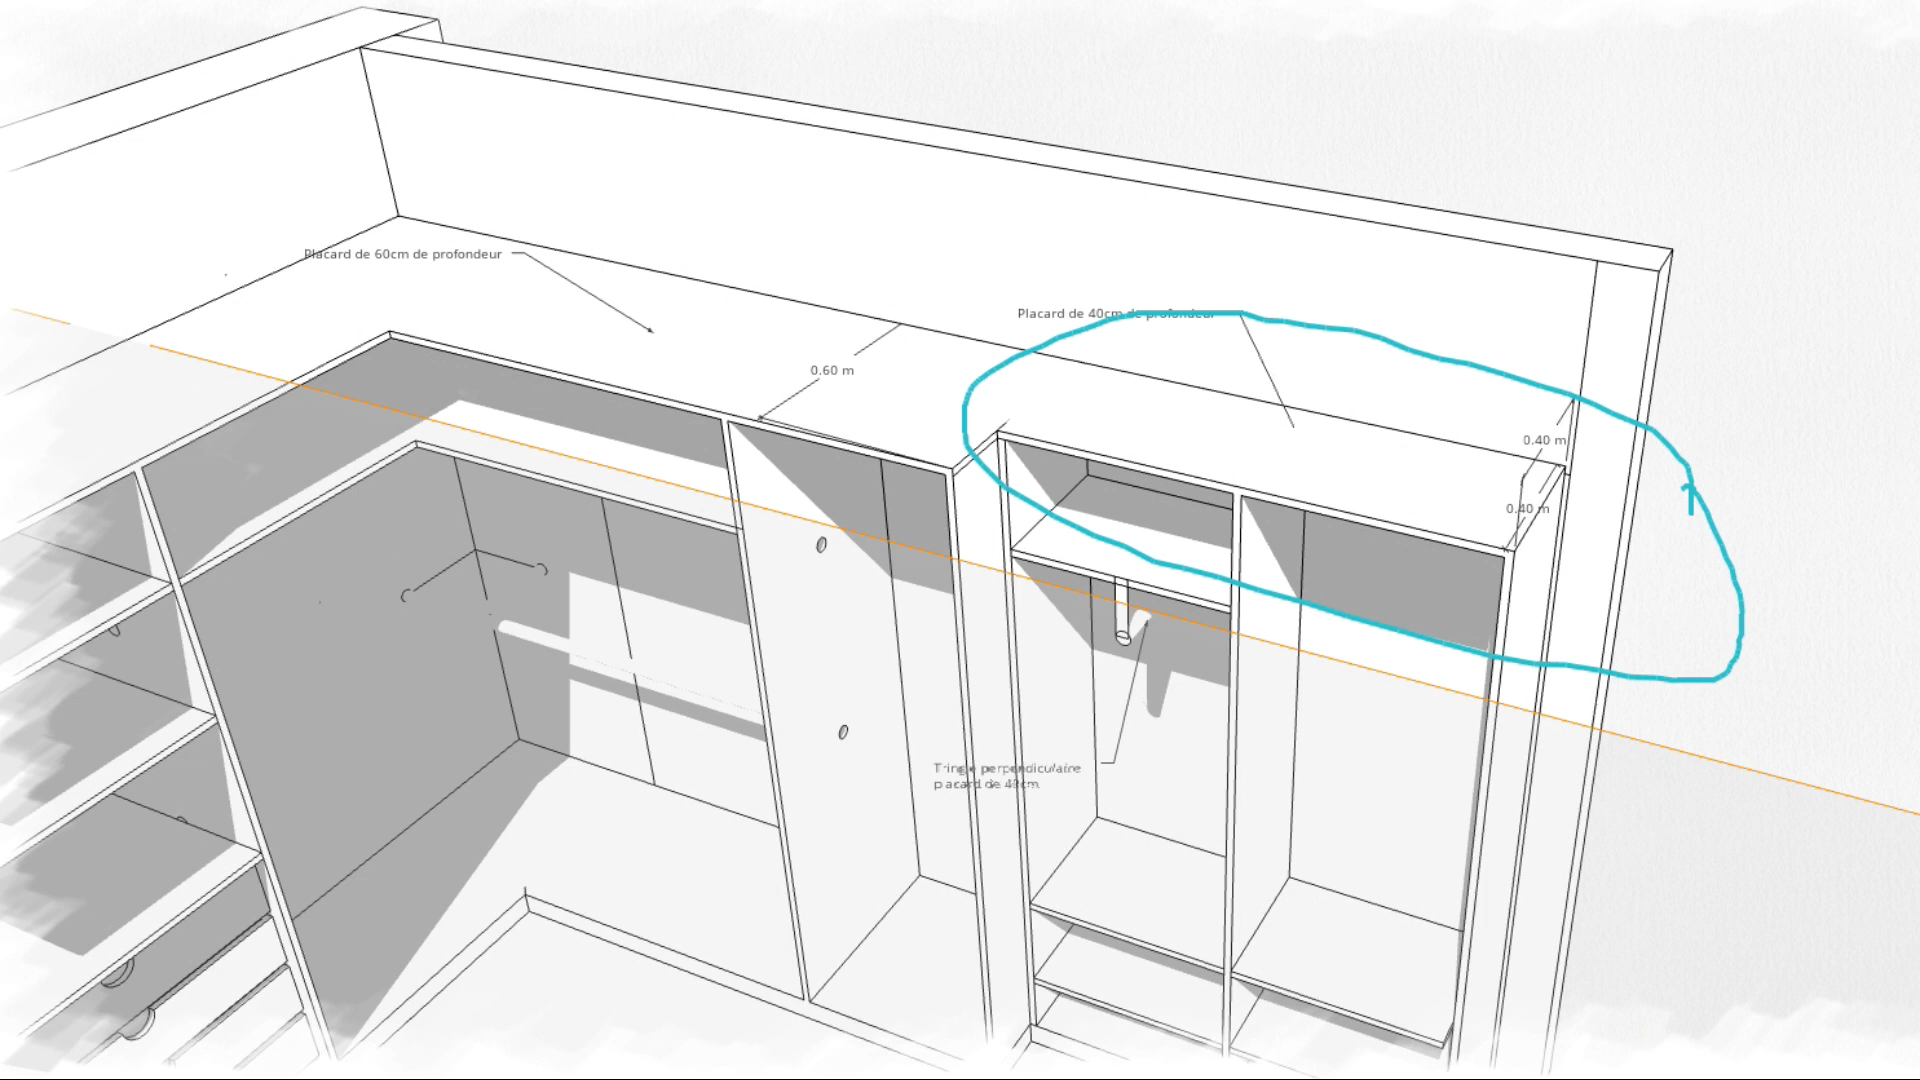 Placard de 60cm de profondeur
Placard de 40cm de profondeur
0.60 m
0.40 m
0.40 m
Tringle perpendiculaire
placard de 40cm